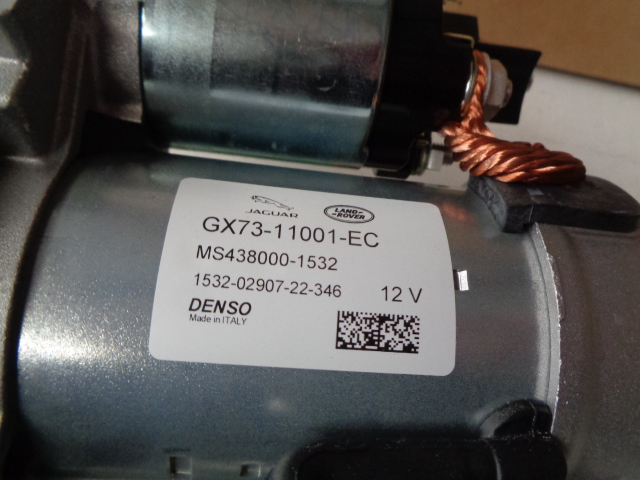 JAGUAR
LAND-
ROVER
GX73-11001-EC
MS438000-1532
1532-02907-22-346
12 V
DENSO
Made in ITALY